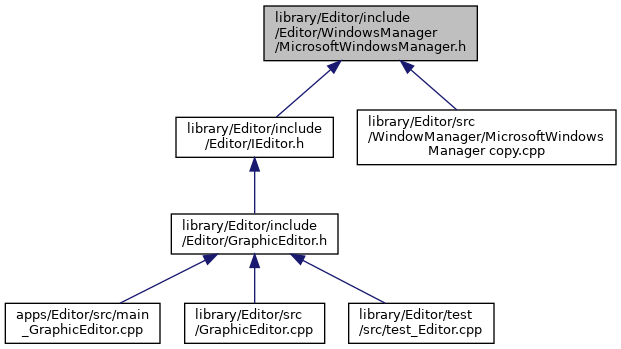 library/Editor/include
/Editor/WindowsManager
/MicrosoftWindowsManager.h
library/Editor/include
/Editor/IEditor.h
library/Editor/src
/WindowManager/MicrosoftWindows
Manager copy.cpp
library/Editor/include
/Editor/GraphicEditor.h
apps/Editor/src/main
_GraphicEditor.cpp
library/Editor/src
/GraphicEditor.cpp
library/Editor/test
/src/test_Editor.cpp